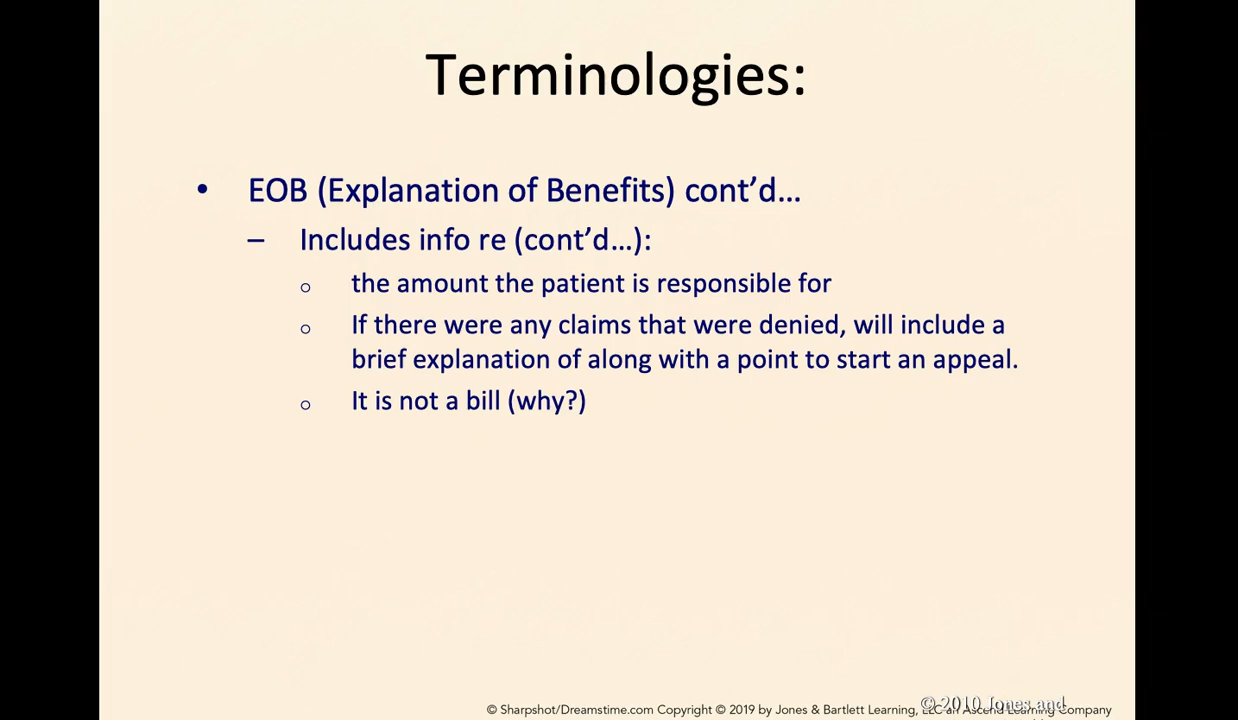 Terminologies:
• EOB (Explanation of Benefits) cont’d…
– Includes info re (cont’d…):
o the amount the patient is responsible for
o If there were any claims that were denied, will include a
brief explanation of along with a point to start an appeal.
o It is not a bill (why?)
© Sharpshot/Dreamstime.com Copyright © 2019 by Jones & Bartlett Learning, LLC an Ascend Learning Company
© 2010 Jones and